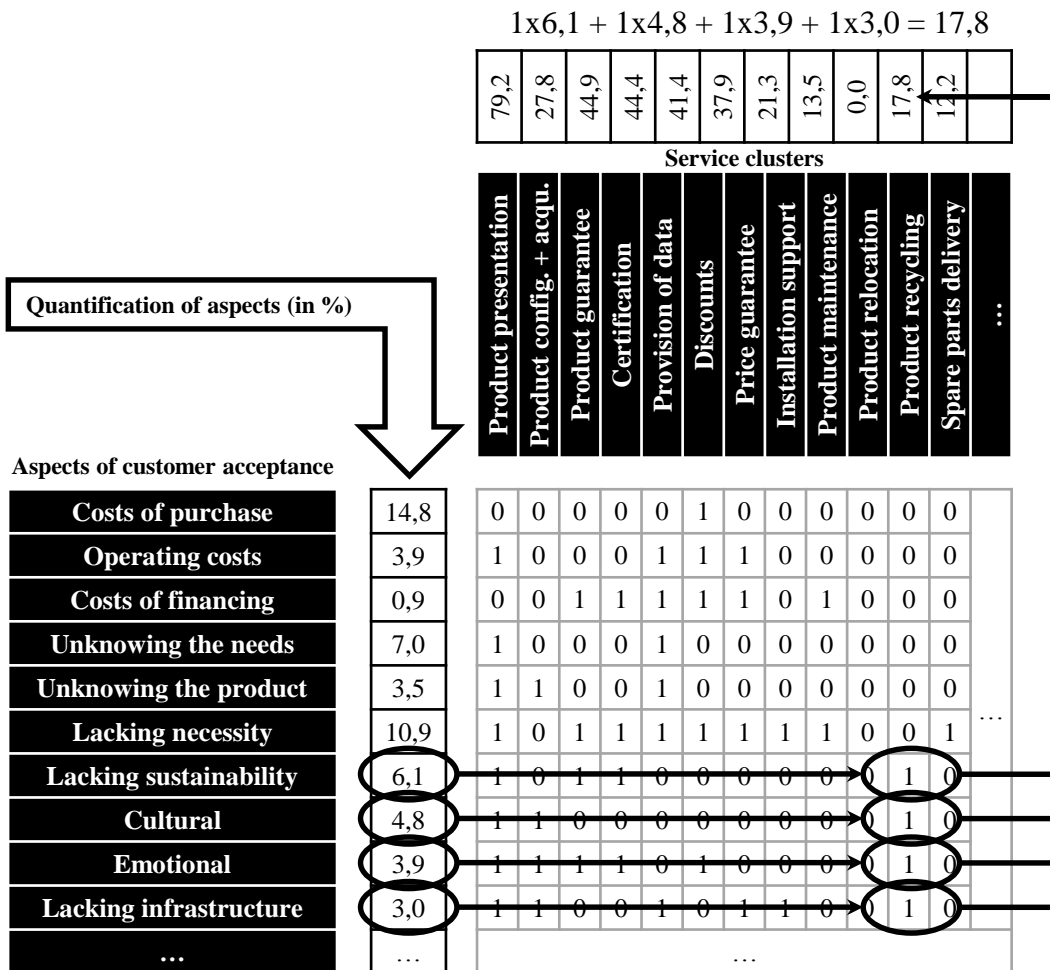 1x6,1 + 1x4,8 + 1x3,9 + 1x3,0 = 17,8
79,2 27,8 44,9 44,4 41,4 37,9 21,3 13,5 0,0 17,8 12,2
Service clusters
Product presentation
Product config. + acqu.
Product guarantee
Certification
Provision of data
Discounts
Price guarantee
Installation support
Product maintenance
Product relocation
Product recycling
Spare parts delivery
…
Quantification of aspects (in %)
Aspects of customer acceptance
Costs of purchase 14,8 0 0 0 0 0 1 0 0 0 0 0 0
Operating costs 3,9 1 0 0 0 1 1 1 0 0 0 0 0
Costs of financing 0,9 0 0 1 1 1 1 1 0 1 0 0 0
Unknowing the needs 7,0 1 0 0 0 1 0 0 0 0 0 0 0
Unknowing the product 3,5 1 1 0 0 1 0 0 0 0 0 0 0
Lacking necessity 10,9 1 0 1 1 1 1 1 1 1 0 0 1
…
Lacking sustainability 6,1 1 0 1 1 0 0 0 0 0 0 1 0
Cultural 4,8 1 1 0 0 0 0 0 0 0 0 1 0
Emotional 3,9 1 1 1 1 0 1 0 0 0 0 1 0
Lacking infrastructure 3,0 1 1 0 0 1 0 1 1 0 0 1 0
… … …